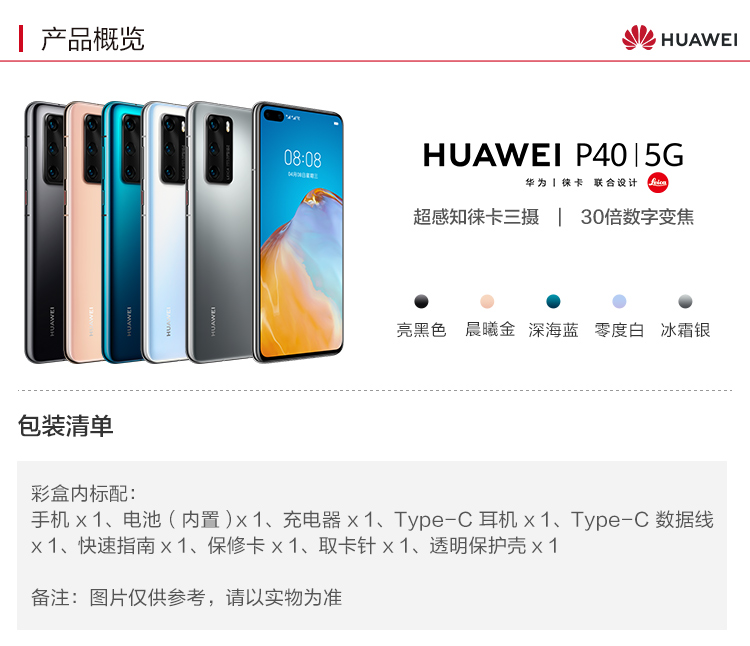 产品概览
HUAWEI
08:08
HUAWEI P40 | 5G
华为 | 徕卡 联合设计 Leica
超感知徕卡三摄 | 30倍数字变焦
HUAWEI HUAWEI HUAWEI HUAWEI HUAWEI
亮黑色 晨曦金 深海蓝 零度白 冰霜银
包装清单
彩盒内标配：
手机 x 1、电池（内置）x 1、充电器 x 1、Type-C 耳机 x 1、Type-C 数据线
x 1、快速指南 x 1、保修卡 x 1、取卡针 x 1、透明保护壳 x 1
备注：图片仅供参考，请以实物为准